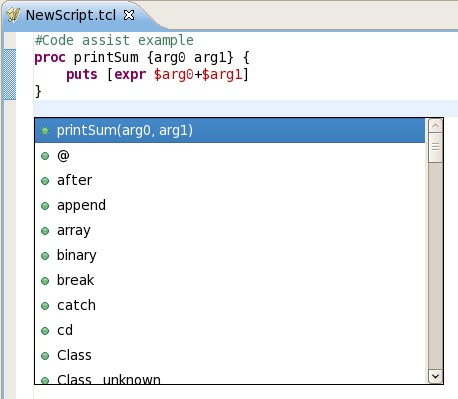 NewScript.tcl
#Code assist example
proc printSum {arg0 arg1} {
    puts [expr $arg0+$arg1]
}
printSum(arg0, arg1)
@
after
append
array
binary
break
catch
cd
Class
Class_unknown